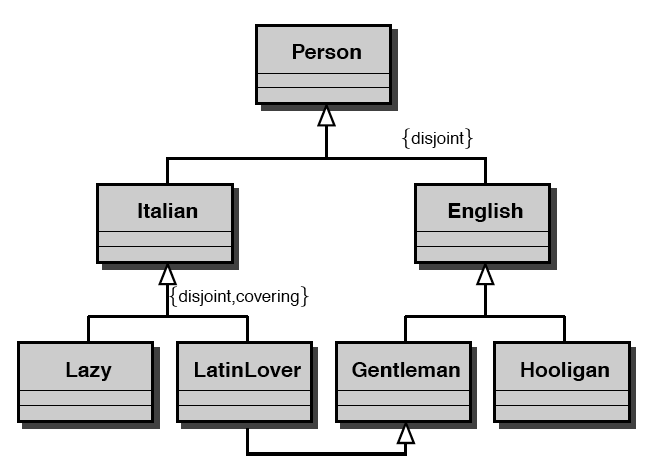 Person
{disjoint}
Italian
English
{disjoint,covering}
Lazy
LatinLover
Gentleman
Hooligan